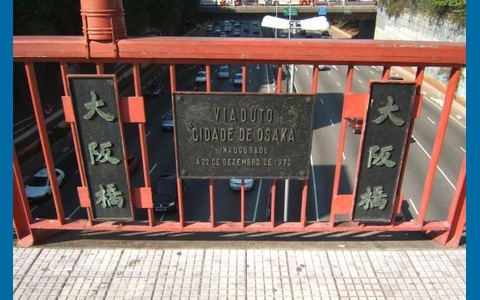 大阪橋
VIADUTO
CIDADE DE OSAKA
INAUGURADO
A 22 DE DEZEMBRO DE 1970
大阪橋